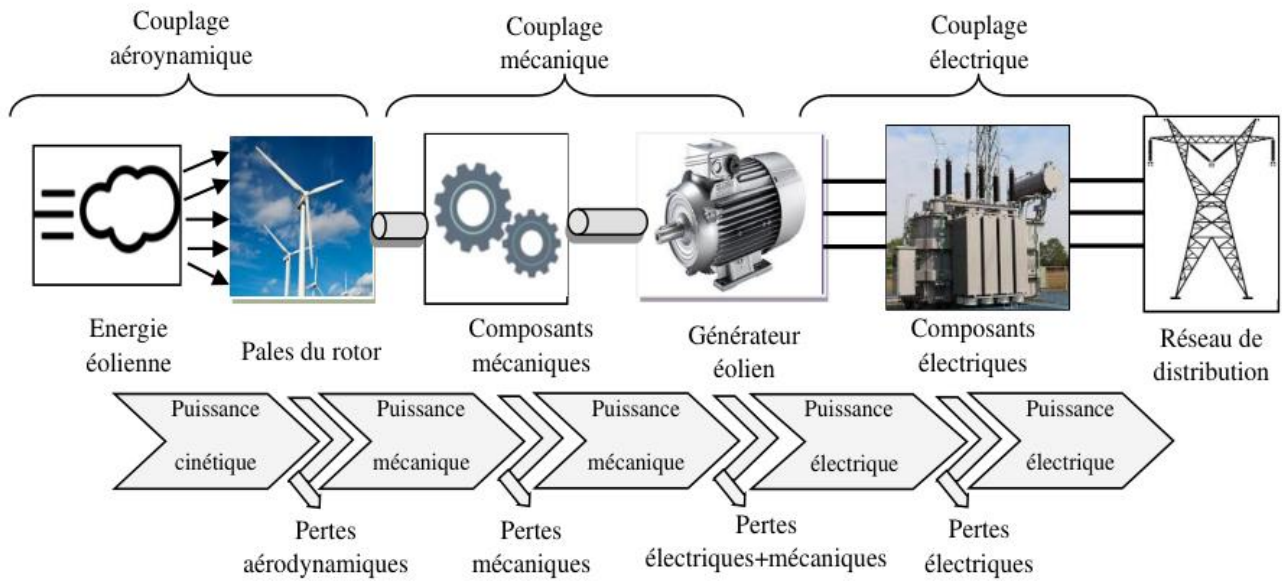 Couplage
aéroynamique
Couplage
mécanique
Couplage
électrique
Energie
éolienne
Pales du rotor
Composants
mécaniques
Générateur
éolien
Composants
électriques
Réseau de
distribution
Puissance
cinétique
Puissance
mécanique
Puissance
mécanique
Puissance
électrique
Puissance
électrique
Pertes
aérodynamiques
Pertes
mécaniques
Pertes
électriques+mécaniques
Pertes
électriques